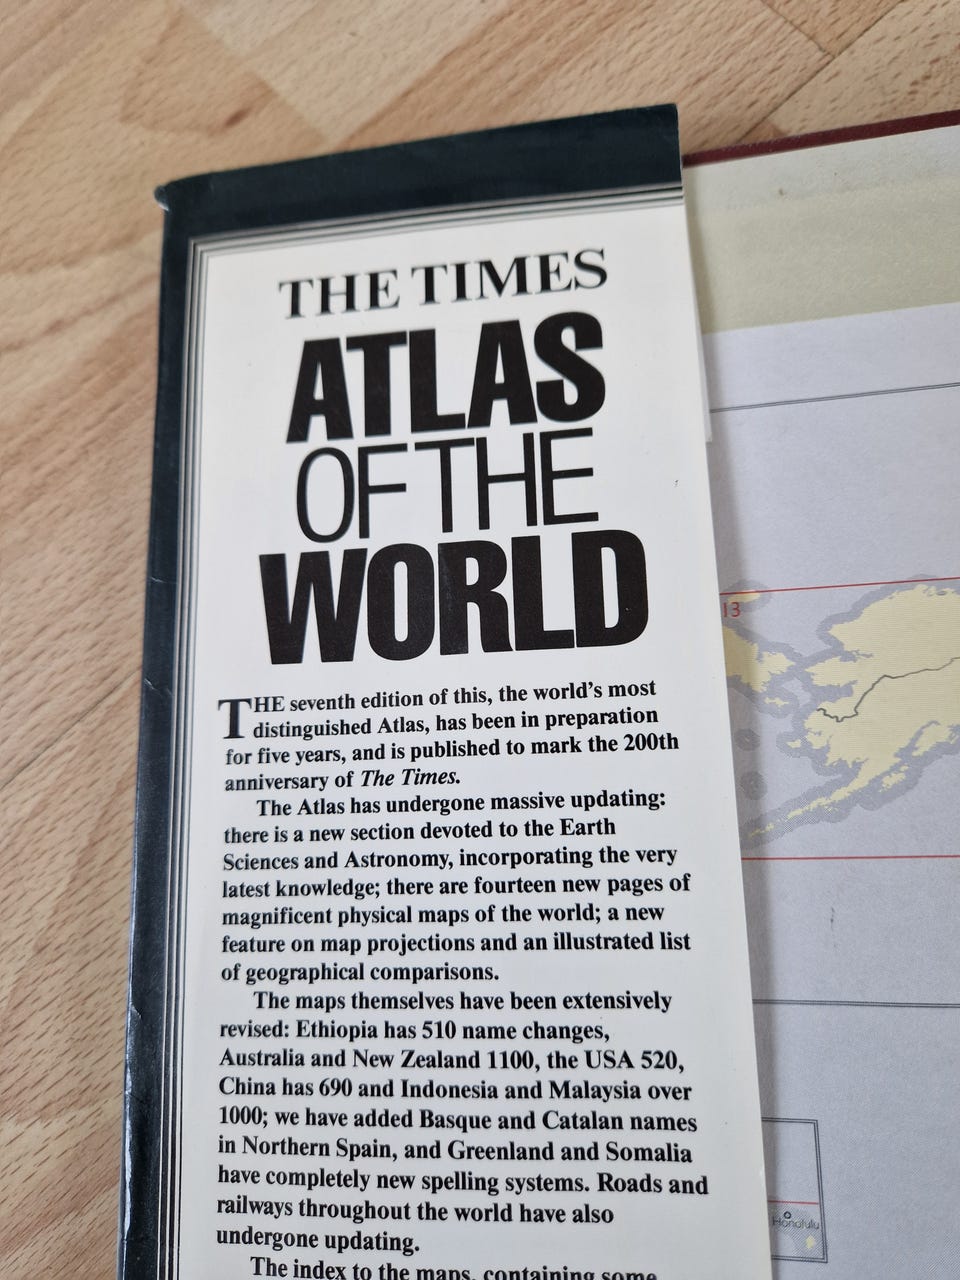 THE TIMES
ATLAS
OF THE
WORLD
THE seventh edition of this, the world's most
distinguished Atlas, has been in preparation
for five years, and is published to mark the 200th
anniversary of The Times.
The Atlas has undergone massive updating:
there is a new section devoted to the Earth
Sciences and Astronomy, incorporating the very
latest knowledge; there are fourteen new pages of
magnificent physical maps of the world; a new
feature on map projections and an illustrated list
of geographical comparisons.
The maps themselves have been extensively
revised: Ethiopia has 510 name changes,
Australia and New Zealand 1100, the USA 520,
China has 690 and Indonesia and Malaysia over
1000; we have added Basque and Catalan names
in Northern Spain, and Greenland and Somalia
have completely new spelling systems. Roads and
railways throughout the world have also
undergone updating.
The index to the maps, containing some
13
Honolulu